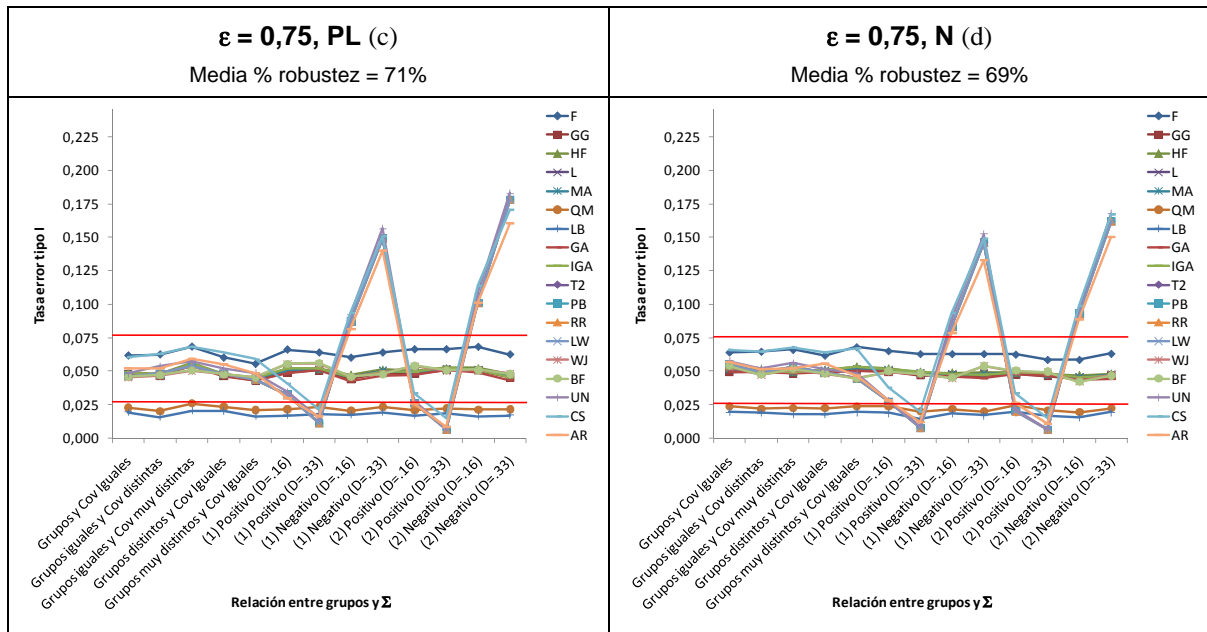 ε = 0,75, PL (c)
Media % robustez = 71%
ε = 0,75, N (d)
Media % robustez = 69%
Tasa error tipo I
0,225
0,200
0,175
0,150
0,125
0,100
0,075
0,050
0,025
0,000
Grupos y Cov Iguales
Grupos iguales y Cov distintas
Grupos iguales y Cov muy distintas
Grupos distintos y Cov Iguales
Grupos muy distintos y Cov Iguales
(1) Positivo (D=.16)
(1) Positivo (D=.33)
(1) Negativo (D=.16)
(1) Negativo (D=.33)
(2) Positivo (D=.16)
(2) Positivo (D=.33)
(2) Negativo (D=.16)
(2) Negativo (D=.33)
Relación entre grupos y Σ
F
GG
HF
L
MA
QM
LB
GA
IGA
T2
PB
RR
LW
WJ
BF
UN
CS
AR
Tasa error tipo I
0,225
0,200
0,175
0,150
0,125
0,100
0,075
0,050
0,025
0,000
Grupos y Cov Iguales
Grupos iguales y Cov distintas
Grupos iguales y Cov muy distintas
Grupos distintos y Cov Iguales
Grupos muy distintos y Cov Iguales
(1) Positivo (D=.16)
(1) Positivo (D=.33)
(1) Negativo (D=.16)
(1) Negativo (D=.33)
(2) Positivo (D=.16)
(2) Positivo (D=.33)
(2) Negativo (D=.16)
(2) Negativo (D=.33)
Relación entre grupos y Σ
F
GG
HF
L
MA
QM
LB
GA
IGA
T2
PB
RR
LW
WJ
BF
UN
CS
AR